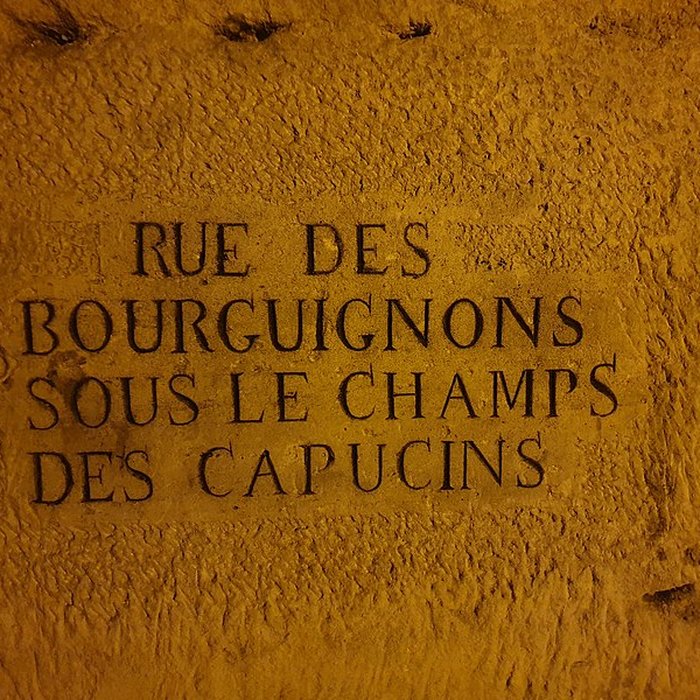 RUE DES
BOURGUIGNONS
SOUS LE CHAMPS
DES CAPUCINS